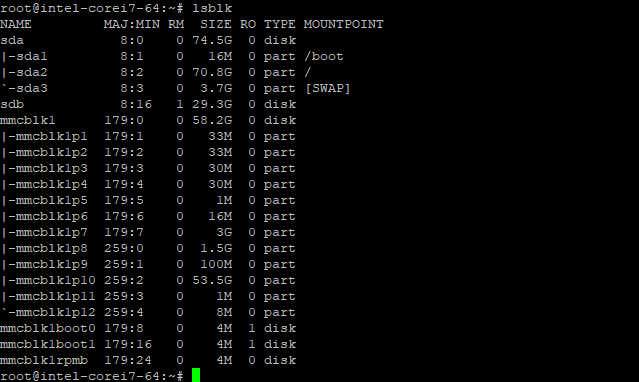 root@intel-corei7-64:~# lsblk
NAME         MAJ:MIN RM  SIZE RO TYPE MOUNTPOINT
sda            8:0    0 74.5G  0 disk
|-sda1         8:1    0   16M  0 part /boot
|-sda2         8:2    0 70.8G  0 part /
`-sda3         8:3    0  3.7G  0 part [SWAP]
sdb            8:16   1 29.3G  0 disk
mmcblk1      179:0    0 58.2G  0 disk
|-mmcblk1p1  179:1    0   33M  0 part
|-mmcblk1p2  179:2    0   33M  0 part
|-mmcblk1p3  179:3    0   30M  0 part
|-mmcblk1p4  179:4    0   30M  0 part
|-mmcblk1p5  179:5    0    1M  0 part
|-mmcblk1p6  179:6    0   16M  0 part
|-mmcblk1p7  179:7    0    3G  0 part
|-mmcblk1p8  259:0    0  1.5G  0 part
|-mmcblk1p9  259:1    0  100M  0 part
|-mmcblk1p10 259:2    0 53.5G  0 part
|-mmcblk1p11 259:3    0    1M  0 part
`-mmcblk1p12 259:4    0    8M  0 part
mmcblk1boot0 179:8    0    4M  1 disk
mmcblk1boot1 179:16   0    4M  1 disk
mmcblk1rpmb  179:24   0    4M  0 disk
root@intel-corei7-64:~#